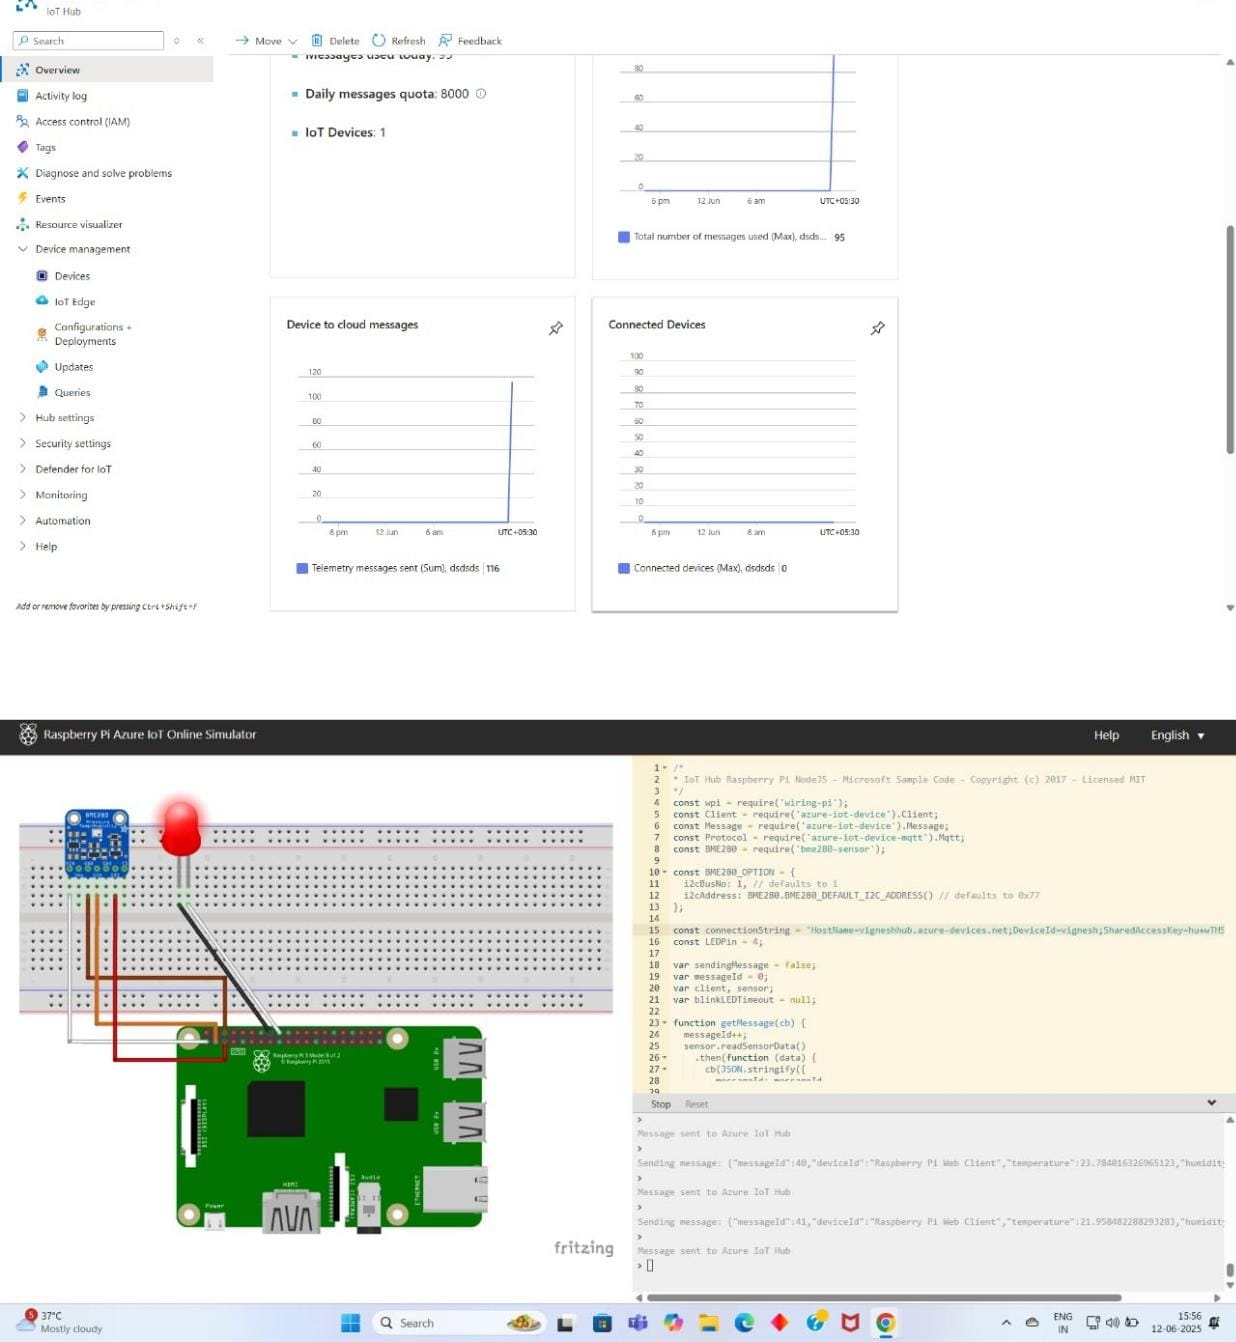 IoT Hub
Search
Move
Delete
Refresh
Feedback
Overview
Activity log
Access control (IAM)
Tags
Diagnose and solve problems
Events
Resource visualizer
Device management
Devices
IoT Edge
Configurations +
Deployments
Updates
Queries
Hub settings
Security settings
Defender for IoT
Monitoring
Automation
Help
Add or remove favorites by pressing Ctrl+Shift+F
Messages used today: 95
Daily messages quota: 8000
IoT Devices: 1
80
60
40
20
0
6 pm 12 Jun 6 am UTC+05:30
Total number of messages used (Max), dsds... 95
Device to cloud messages
120
100
80
60
40
20
0
6 pm 12 Jun 6 am UTC+05:30
Telemetry messages sent (Sum), dsdsds 116
Connected Devices
100
90
80
70
60
50
40
30
20
10
0
6 pm 12 Jun 6 am UTC+05:30
Connected devices (Max), dsdsds 0
Raspberry Pi Azure IoT Online Simulator
Help
English
BME280
Raspberry Pi 3 Model B v1.2
© Raspberry Pi 2015
USB 2x
USB 2x
ETHERNET
Audio
HDMI
Power
fritzing
1 /*
2 * IoT Hub Raspberry Pi NodeJS - Microsoft Sample Code - Copyright (c) 2017 - Licensed MIT
3 */
4 const wpi = require('wiring-pi');
5 const Client = require('azure-iot-device').Client;
6 const Message = require('azure-iot-device').Message;
7 const Protocol = require('azure-iot-device-mqtt').Mqtt;
8 const BME280 = require('bme280-sensor');
9
10 const BME280_OPTION = {
11 i2cBusNo: 1, // defaults to 1
12 i2cAddress: BME280.BME280_DEFAULT_I2C_ADDRESS() // defaults to 0x77
13 };
14
15 const connectionString = 'HostName=vigneshhub.azure-devices.net;DeviceId=vignesh;SharedAccessKey=hu+wTHS
16 const LEDPin = 4;
17
18 var sendingMessage = false;
19 var messageId = 0;
20 var client, sensor;
21 var blinkLEDTimeout = null;
22
23 function getMessage(cb) {
24 messageId++;
25 sensor.readSensorData()
26 .then(function (data) {
27 cb(JSON.stringify({
28 messageId: messageId
29
Stop Reset
>
Message sent to Azure IoT Hub
>
Sending message: {"messageId":40,"deviceId":"Raspberry Pi Web Client","temperature":23.784016326965123,"humidity
>
Message sent to Azure IoT Hub
>
Sending message: {"messageId":41,"deviceId":"Raspberry Pi Web Client","temperature":21.958482288293283,"humidity
>
Message sent to Azure IoT Hub
>
5
37°C
Mostly cloudy
Search
ENG
IN
15:56
12-06-2025